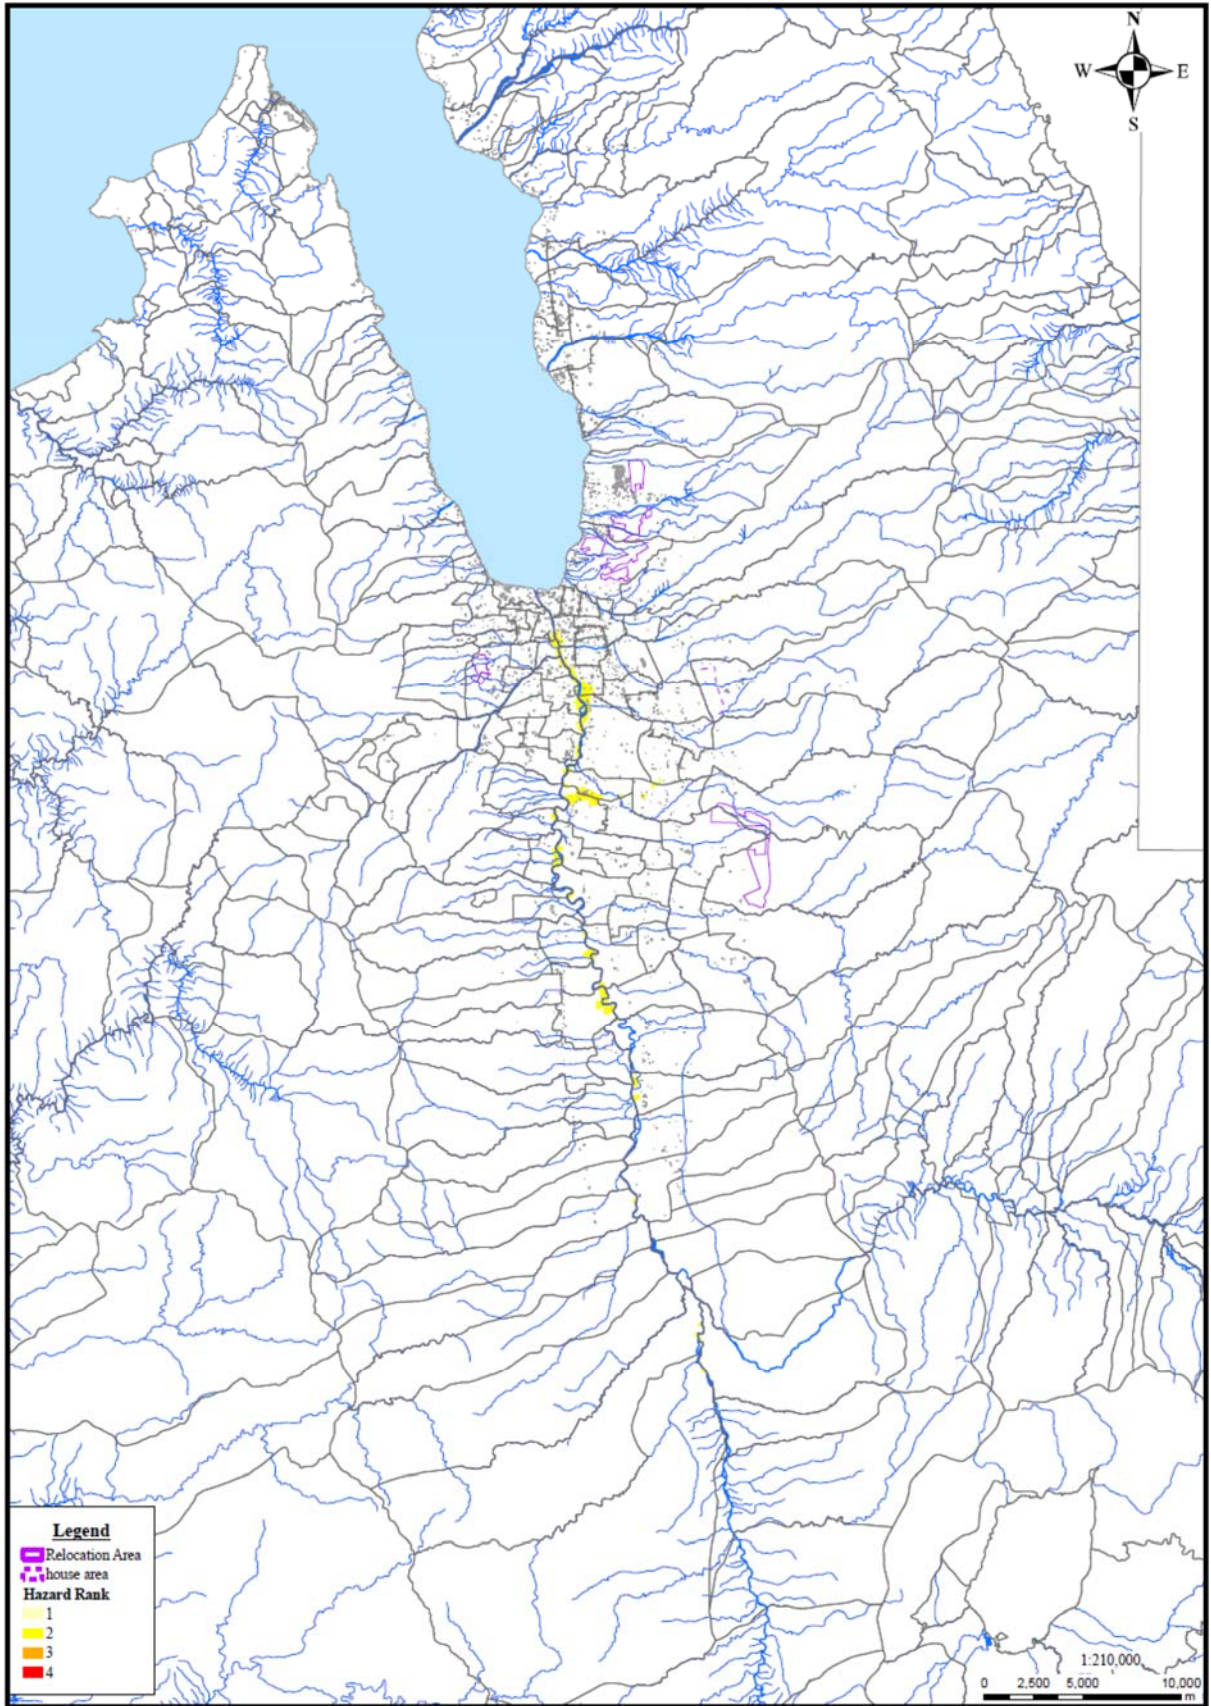 N
W E
S
Legend
Relocation Area
house area
Hazard Rank
1
2
3
4
1:210,000
0 2,500 5,000 10,000
m